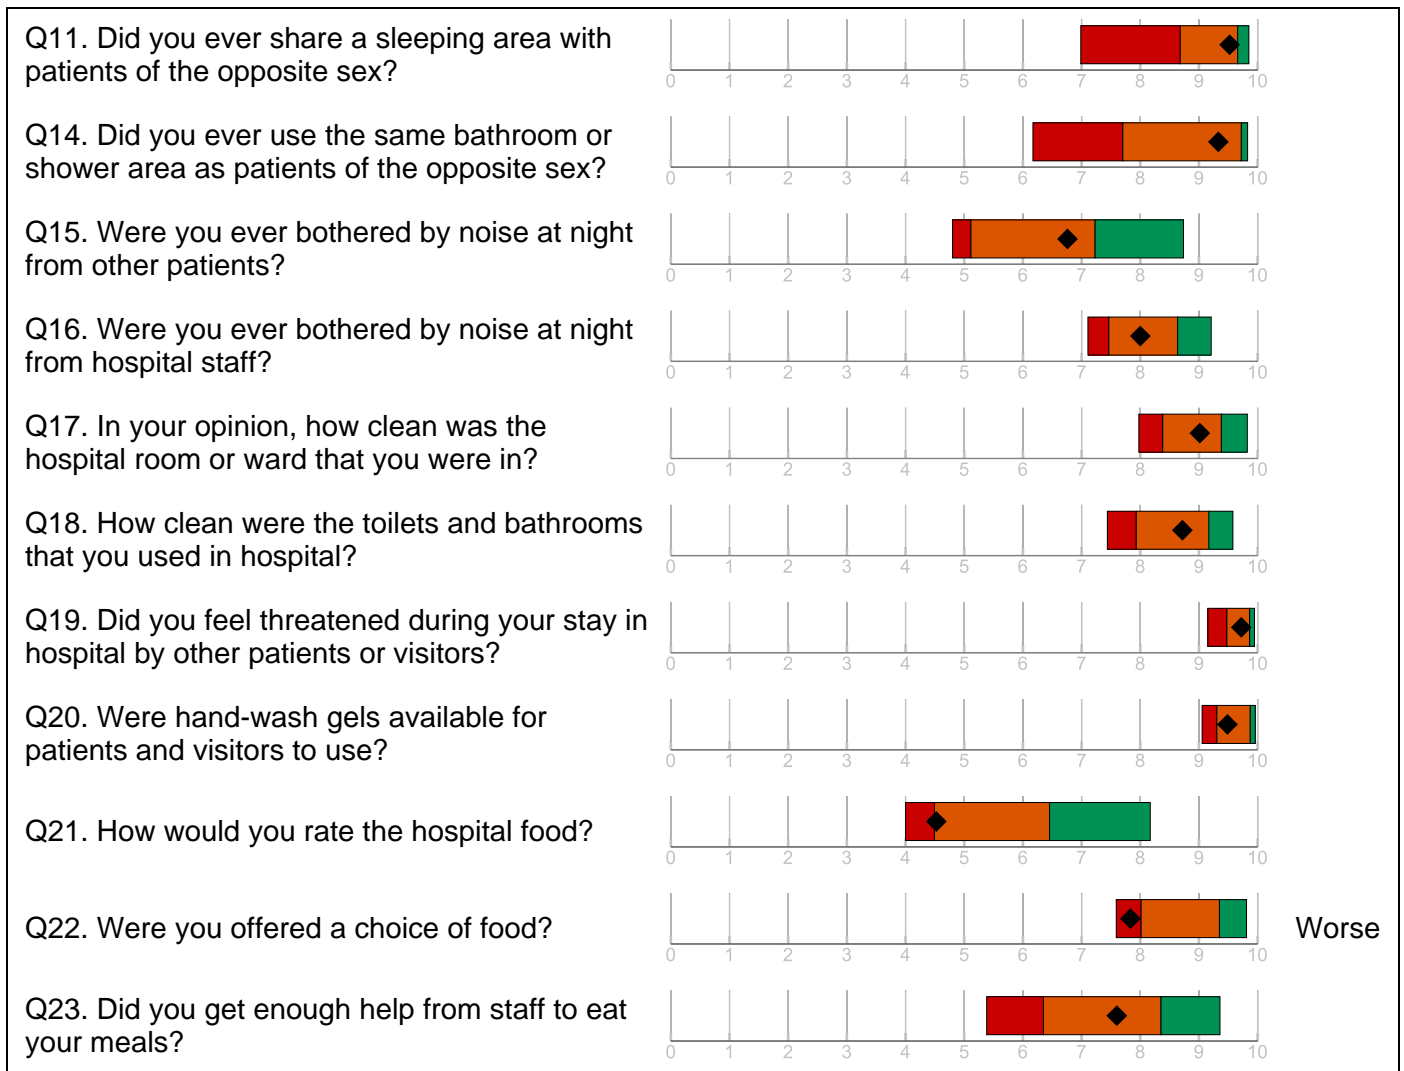 Q11. Did you ever share a sleeping area with
patients of the opposite sex?
0 1 2 3 4 5 6 7 8 9 10
Q14. Did you ever use the same bathroom or
shower area as patients of the opposite sex?
0 1 2 3 4 5 6 7 8 9 10
Q15. Were you ever bothered by noise at night
from other patients?
0 1 2 3 4 5 6 7 8 9 10
Q16. Were you ever bothered by noise at night
from hospital staff?
0 1 2 3 4 5 6 7 8 9 10
Q17. In your opinion, how clean was the
hospital room or ward that you were in?
0 1 2 3 4 5 6 7 8 9 10
Q18. How clean were the toilets and bathrooms
that you used in hospital?
0 1 2 3 4 5 6 7 8 9 10
Q19. Did you feel threatened during your stay in
hospital by other patients or visitors?
0 1 2 3 4 5 6 7 8 9 10
Q20. Were hand-wash gels available for
patients and visitors to use?
0 1 2 3 4 5 6 7 8 9 10
Q21. How would you rate the hospital food?
0 1 2 3 4 5 6 7 8 9 10
Q22. Were you offered a choice of food? Worse
0 1 2 3 4 5 6 7 8 9 10
Q23. Did you get enough help from staff to eat
your meals?
0 1 2 3 4 5 6 7 8 9 10